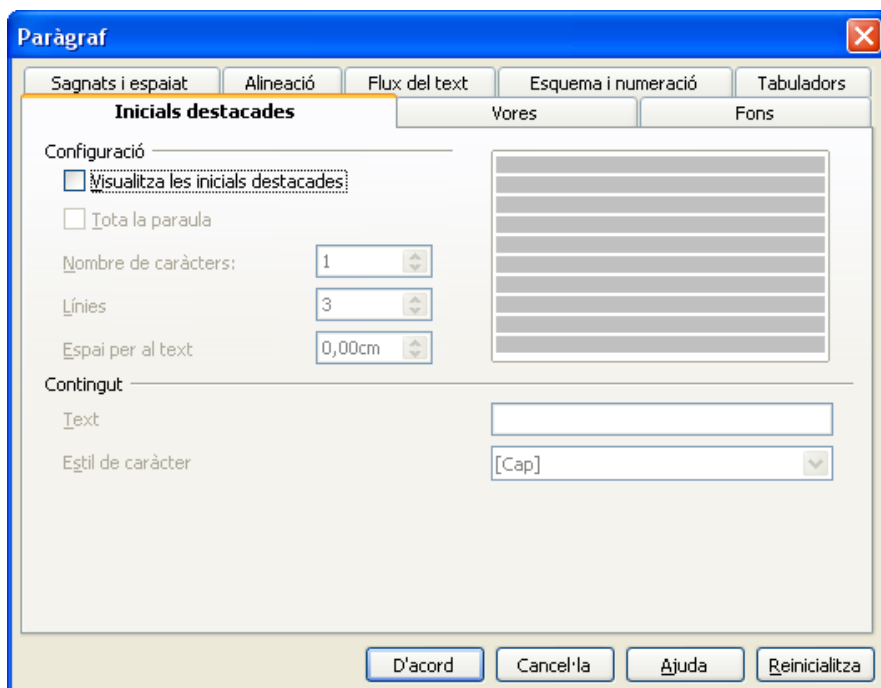 Paràgraf
Sagnats i espaiat Alineació Flux del text Esquema i numeració Tabuladors
Inicials destacades Vores Fons
Configuració
Visualitza les inicials destacades
Tota la paraula
Nombre de caràcters: 1
Línies 3
Espai per al text 0,00cm
Contingut
Text
Estil de caràcter [Cap]
D'acord Cancel·la Ajuda Reinicialitza